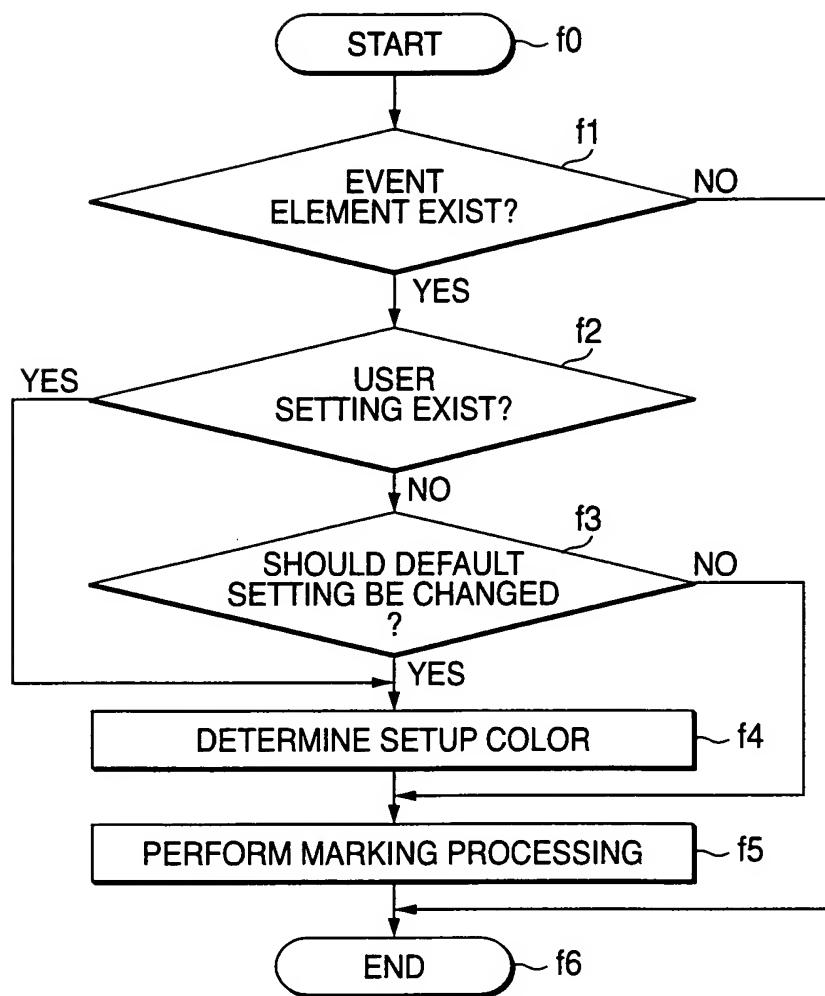 START
f0
f1
EVENT
ELEMENT EXIST?
NO
YES
f2
YES
USER
SETTING EXIST?
NO
f3
SHOULD DEFAULT
SETTING BE CHANGED
?
NO
YES
DETERMINE SETUP COLOR
f4
PERFORM MARKING PROCESSING
f5
END
f6